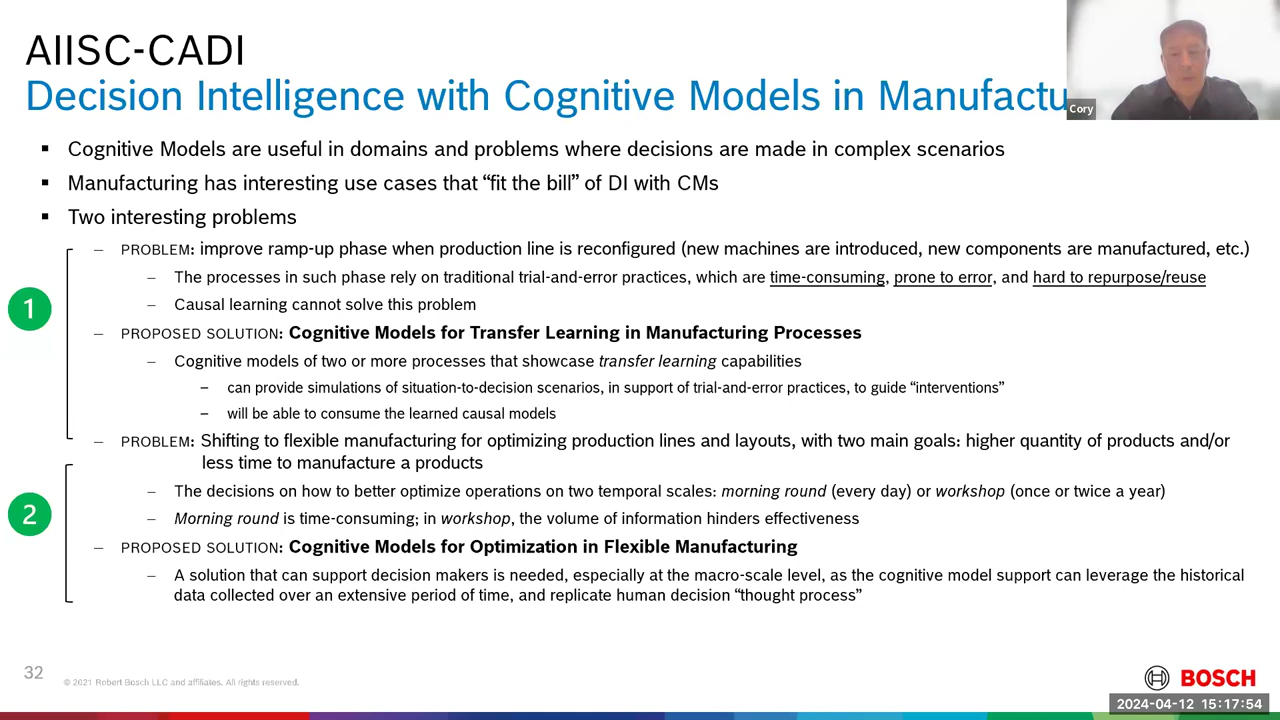 AIISC-CADI
Decision Intelligence with Cognitive Models in Manufactu
Cory
▪ Cognitive Models are useful in domains and problems where decisions are made in complex scenarios
▪ Manufacturing has interesting use cases that “fit the bill” of DI with CMs
▪ Two interesting problems
1
– PROBLEM: improve ramp-up phase when production line is reconfigured (new machines are introduced, new components are manufactured, etc.)
– The processes in such phase rely on traditional trial-and-error practices, which are time-consuming, prone to error, and hard to repurpose/reuse
– Causal learning cannot solve this problem
– PROPOSED SOLUTION: Cognitive Models for Transfer Learning in Manufacturing Processes
– Cognitive models of two or more processes that showcase transfer learning capabilities
– can provide simulations of situation-to-decision scenarios, in support of trial-and-error practices, to guide “interventions”
– will be able to consume the learned causal models
2
– PROBLEM: Shifting to flexible manufacturing for optimizing production lines and layouts, with two main goals: higher quantity of products and/or
less time to manufacture a products
– The decisions on how to better optimize operations on two temporal scales: morning round (every day) or workshop (once or twice a year)
– Morning round is time-consuming; in workshop, the volume of information hinders effectiveness
– PROPOSED SOLUTION: Cognitive Models for Optimization in Flexible Manufacturing
– A solution that can support decision makers is needed, especially at the macro-scale level, as the cognitive model support can leverage the historical
data collected over an extensive period of time, and replicate human decision “thought process”
32
© 2021 Robert Bosch LLC and affiliates. All rights reserved.
BOSCH
2024-04-12 15:17:54